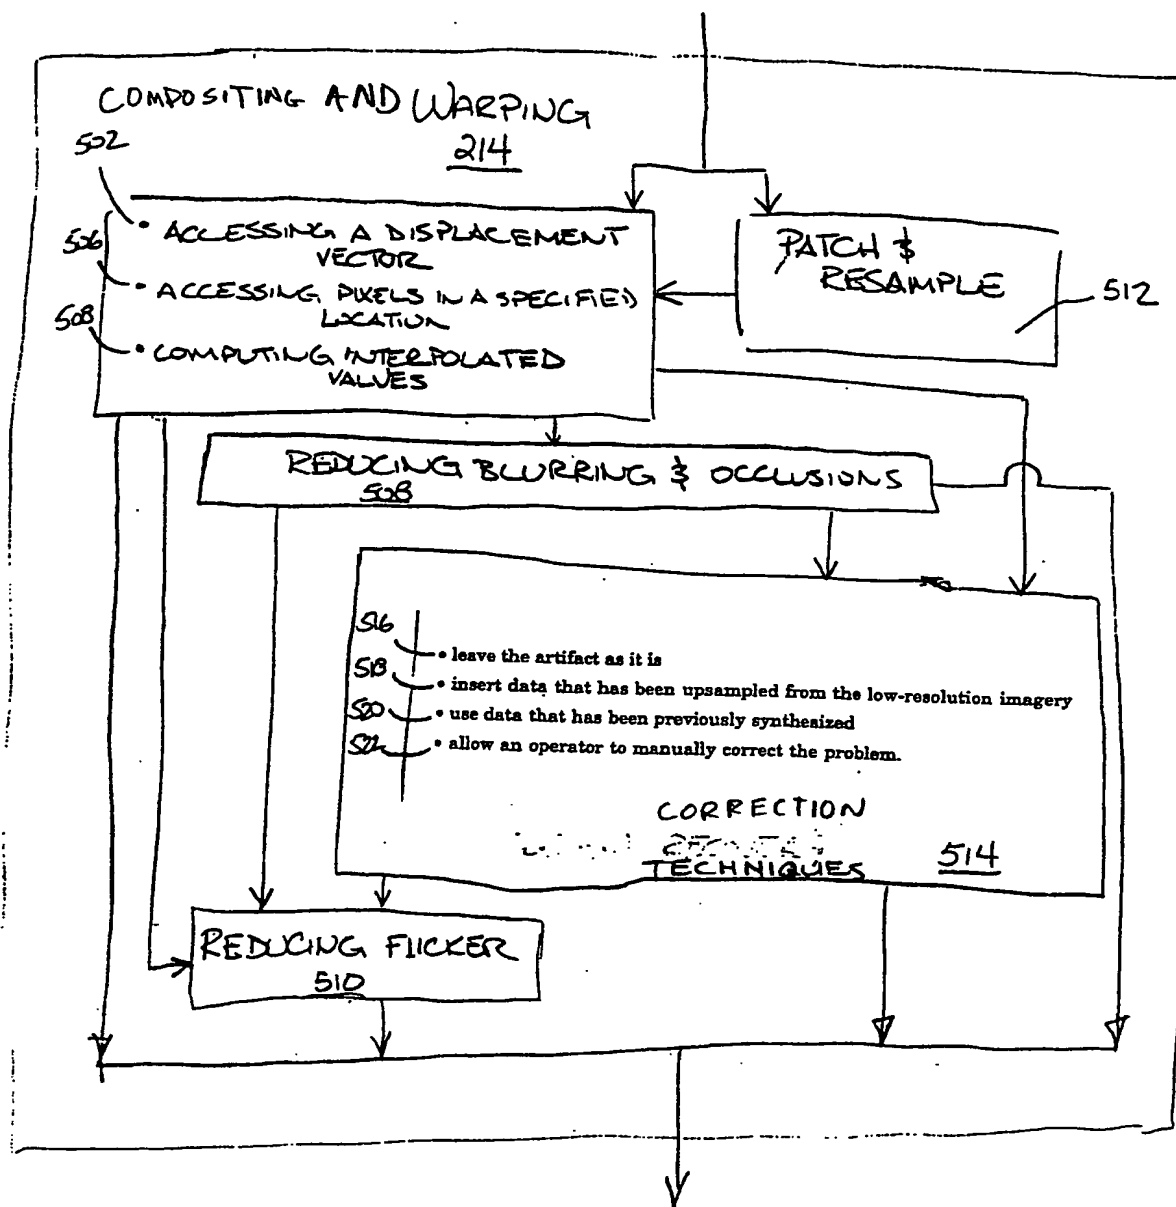 COMPOSITING AND WARPING
214
502
• ACCESSING A DISPLACEMENT
VECTOR
506
• ACCESSING PIXELS IN A SPECIFIED
LOCATION
508
• COMPUTING INTERPOLATED
VALUES
PATCH &
RESAMPLE
512
REDUCING BLURRING & OCCLUSIONS
508
516
• leave the artifact as it is
518
• insert data that has been upsampled from the low-resolution imagery
520
• use data that has been previously synthesized
522
• allow an operator to manually correct the problem.
CORRECTION
TECHNIQUES
514
REDUCING FLICKER
510